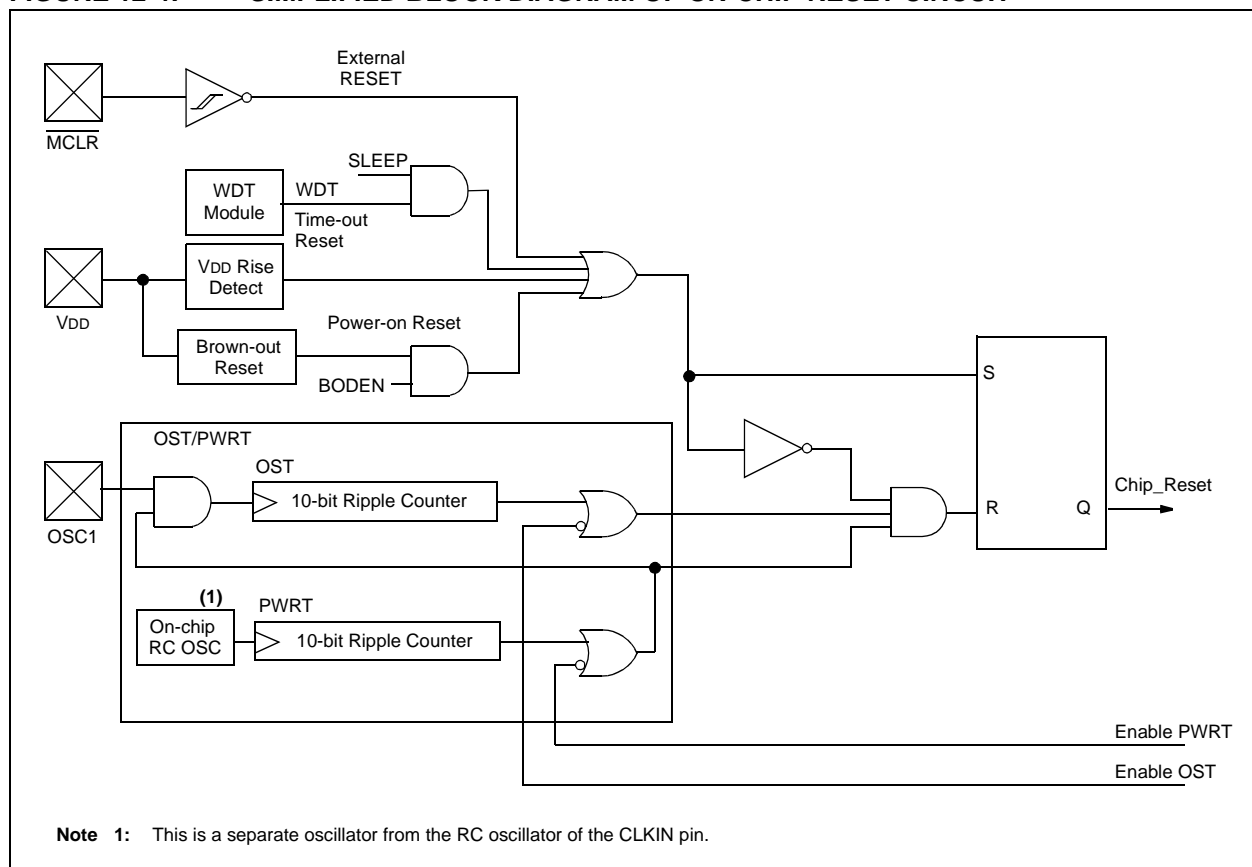 External
RESET
MCLR
SLEEP
WDT
Module
WDT
Time-out
Reset
VDD
VDD Rise
Detect
Power-on Reset
Brown-out
Reset
BODEN
S
OST/PWRT
OST
10-bit Ripple Counter
OSC1
Chip_Reset
R
Q
(1)
On-chip
RC OSC
PWRT
10-bit Ripple Counter
Enable PWRT
Enable OST
Note 1: This is a separate oscillator from the RC oscillator of the CLKIN pin.